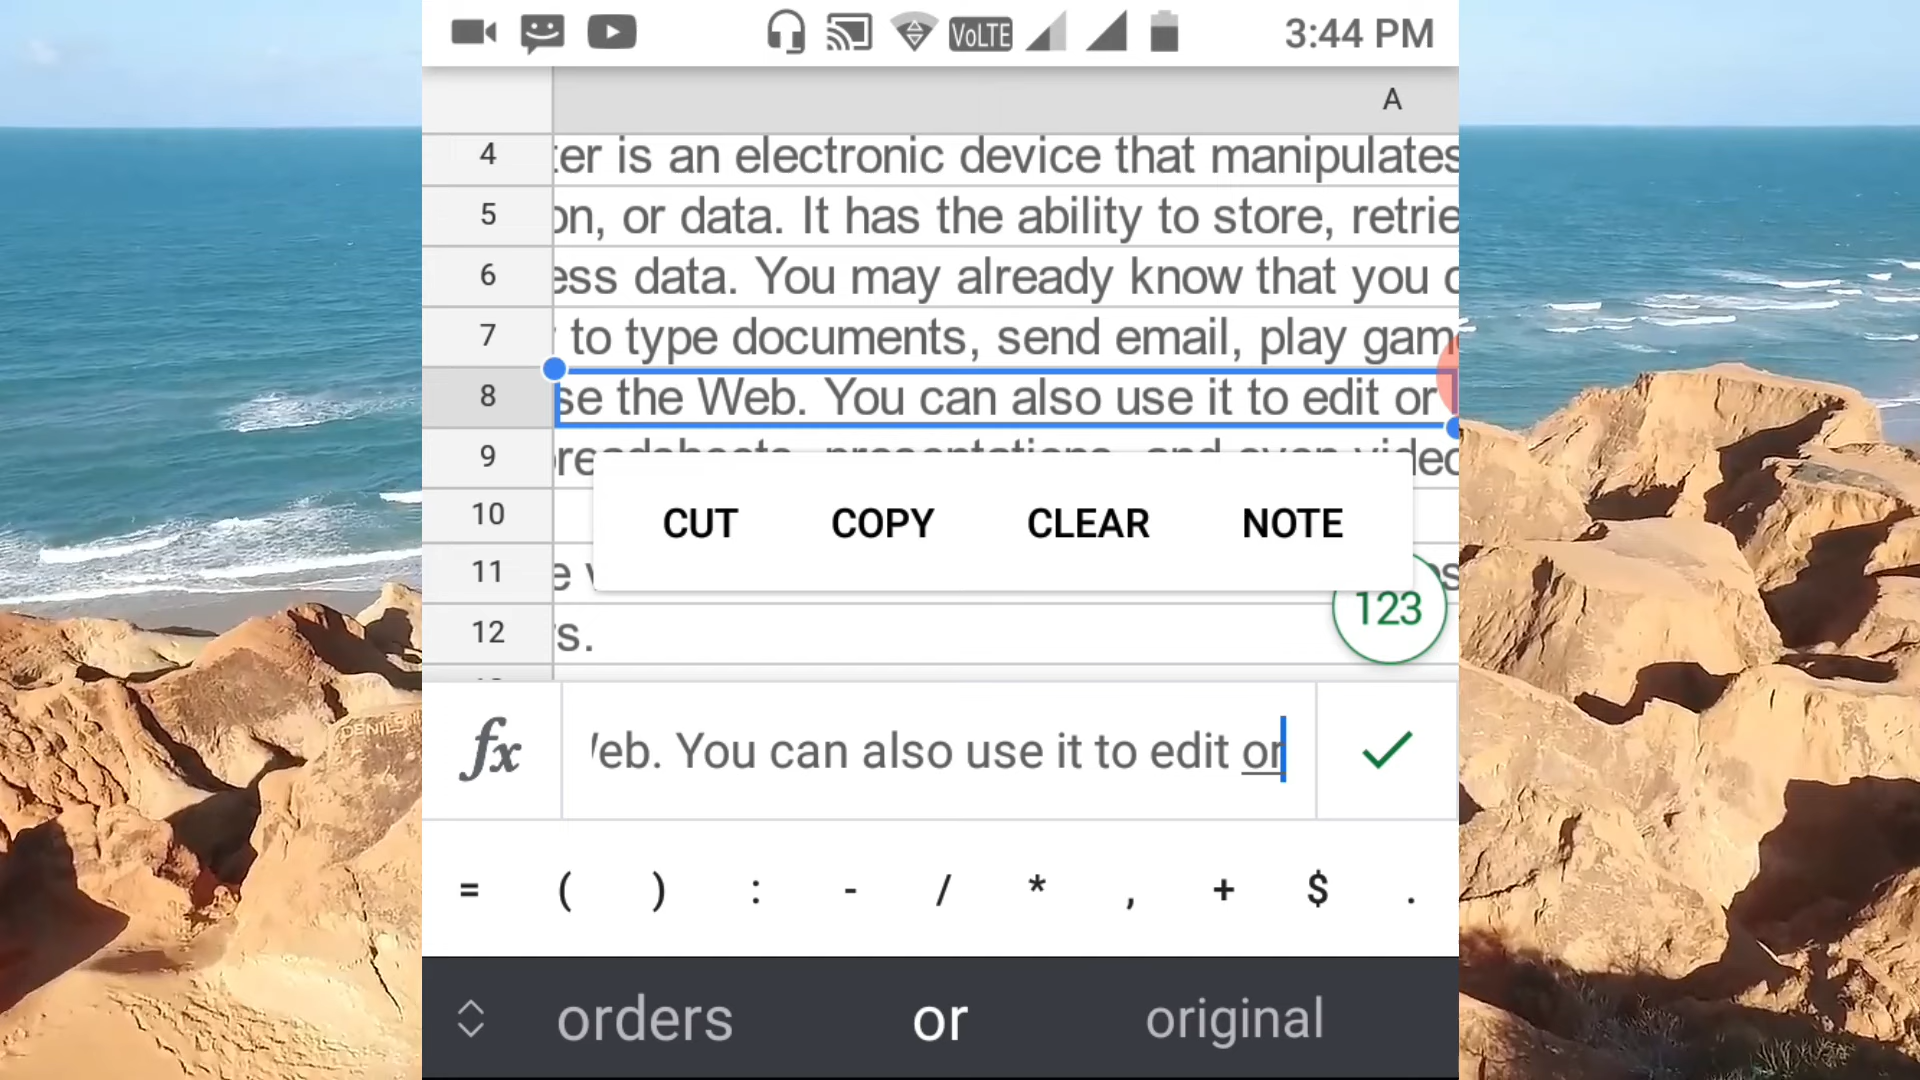 VoLTE 3:44 PM
A
4 ter is an electronic device that manipulates
5 on, or data. It has the ability to store, retrie
6 ess data. You may already know that you c
7 to type documents, send email, play gam
8 se the Web. You can also use it to edit or
9
10
CUT COPY CLEAR NOTE
11 e
12 s.
123
fx Web. You can also use it to edit or
= ( ) : - / * , + $ .
orders or original